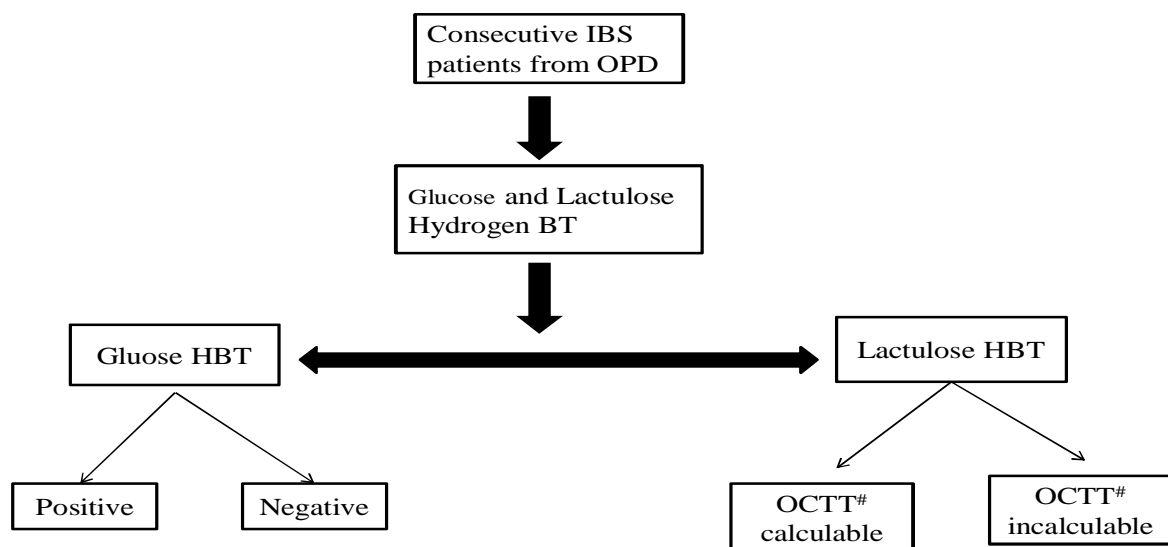 Consecutive IBS
patients from OPD
Glucose and Lactulose
Hydrogen BT
Gluose HBT
Lactulose HBT
Positive
Negative
OCTT#
calculable
OCTT#
incalculable